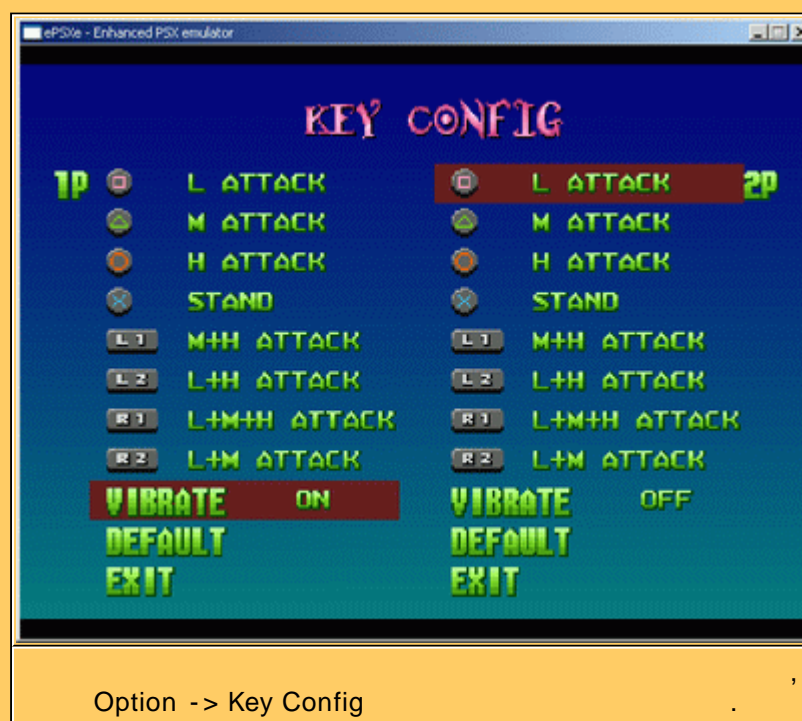 ePSXe - Enhanced PSX emulator
KEY CONFIG
1P L ATTACK L ATTACK 2P
M ATTACK M ATTACK
H ATTACK H ATTACK
STAND STAND
L1 M+H ATTACK L1 M+H ATTACK
L2 L+H ATTACK L2 L+H ATTACK
R1 L+M+H ATTACK R1 L+M+H ATTACK
R2 L+M ATTACK R2 L+M ATTACK
VIBRATE ON VIBRATE OFF
DEFAULT DEFAULT
EXIT EXIT
,
Option -> Key Config .